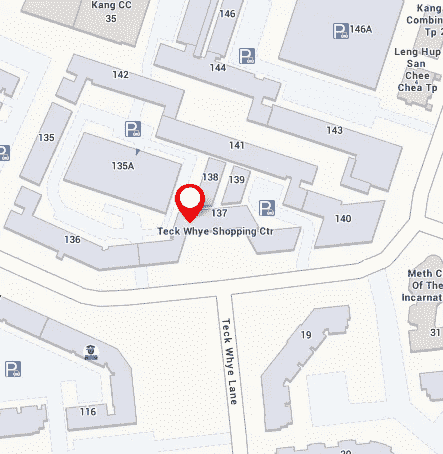 Kang CC
35
146
146A
Kang
Combin
Tp 2
Leng Hup
San
Chee
Chea Tp
142
144
143
135
141
135A
138
139
137
Teck Whye Shopping Ctr
140
136
Meth C
Of The
Incarnat
31
Teck Whye Lane
19
116
20